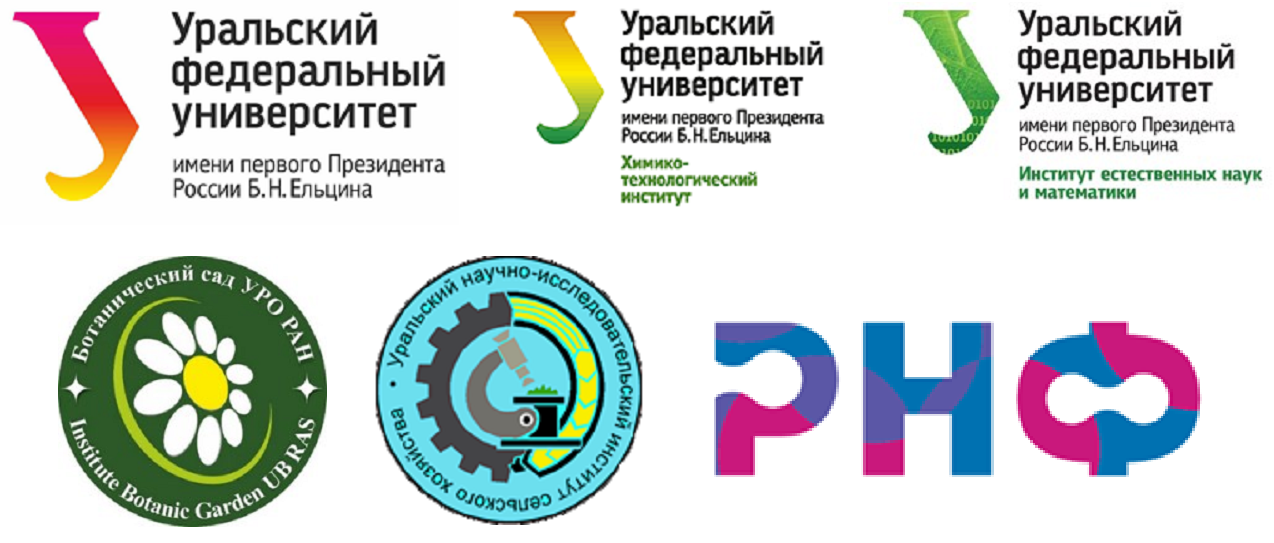 Уральский
федеральный
университет
имени первого Президента
России Б.Н.Ельцина
Уральский
федеральный
университет
имени первого Президента
России Б.Н.Ельцина
Химико-
технологический
институт
Уральский
федеральный
университет
имени первого Президента
России Б.Н.Ельцина
Институт естественных наук
и математики
Ботанический сад УРО РАН
Institute Botanic Garden UB RAS
Уральский научно-исследовательский институт сельского хозяйства
РНФ